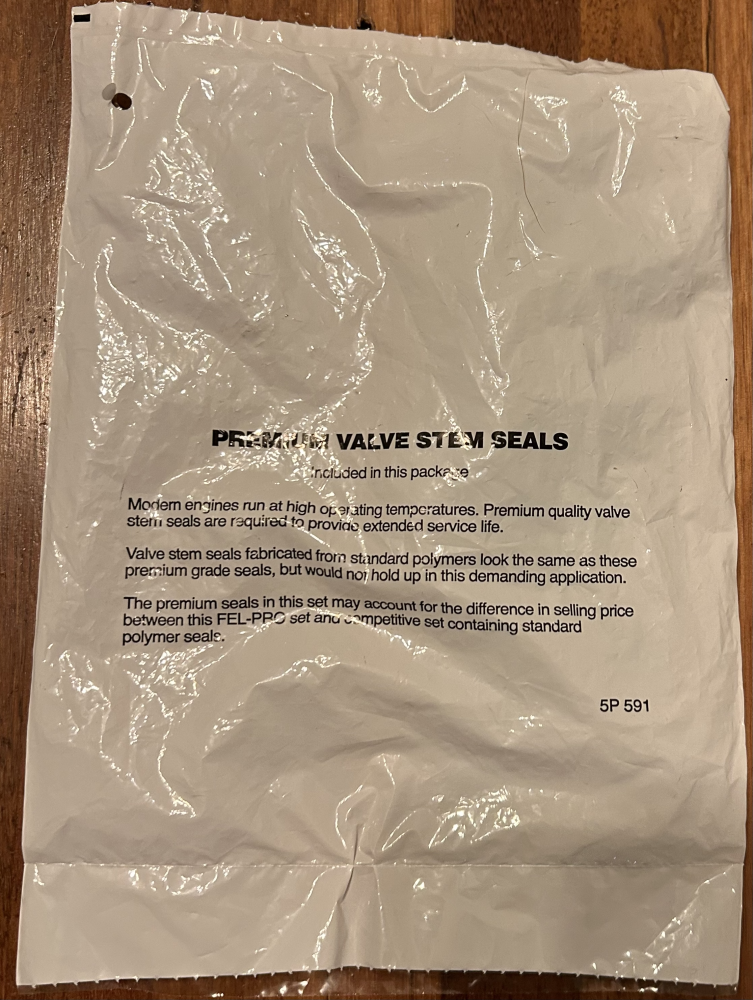 PREMIUM VALVE STEM SEALS
Included in this package
Modern engines run at high operating temperatures. Premium quality valve
stem seals are required to provide extended service life.
Valve stem seals fabricated from standard polymers look the same as these
premium grade seals, but would not hold up in this demanding application.
The premium seals in this set may account for the difference in selling price
between this FEL-PRO set and competitive set containing standard
polymer seals.
5P 591